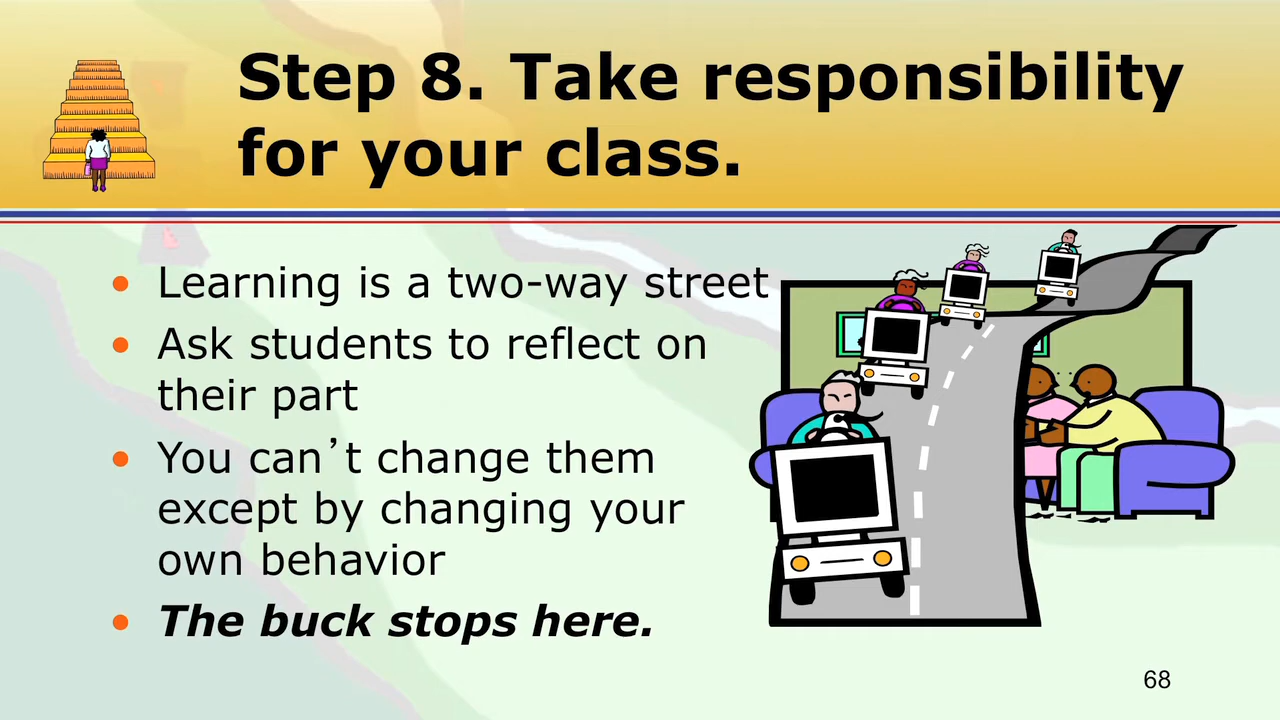 Step 8. Take responsibility
for your class.
• Learning is a two-way street
• Ask students to reflect on
their part
• You can’t change them
except by changing your
own behavior
• The buck stops here.
68